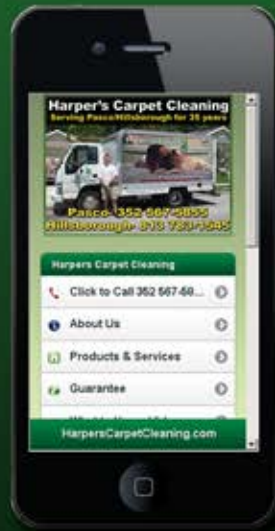 Harper's Carpet Cleaning
Serving Pasco/Hillsborough for 35 years
Pasco- 352 567-5855
Hillsborough- 813 783-1545
Harpers Carpet Cleaning
Click to Call 352 567-58...
About Us
Products & Services
Guarantee
HarpersCarpetCleaning.com